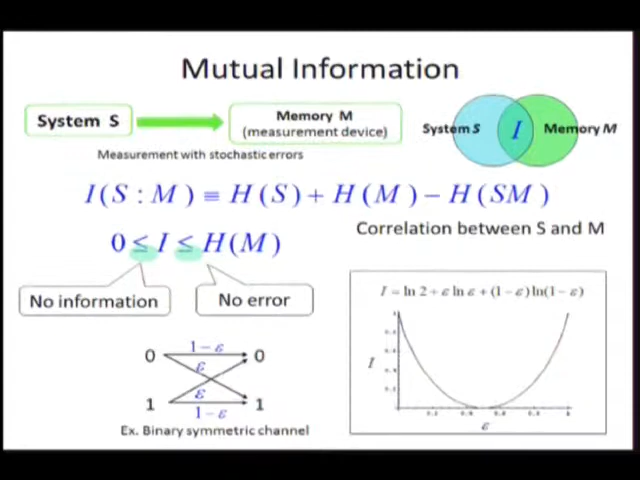 Mutual Information
System S
Memory M
(measurement device)
Measurement with stochastic errors
System S
I
Memory M
I(S : M) ≡ H(S) + H(M) − H(SM)
Correlation between S and M
0 ≤ I ≤ H(M)
No information
No error
I = ln 2 + ε ln ε + (1 − ε) ln(1 − ε)
I
ε
0
1 − ε
0
ε
ε
1
1 − ε
1
Ex. Binary symmetric channel